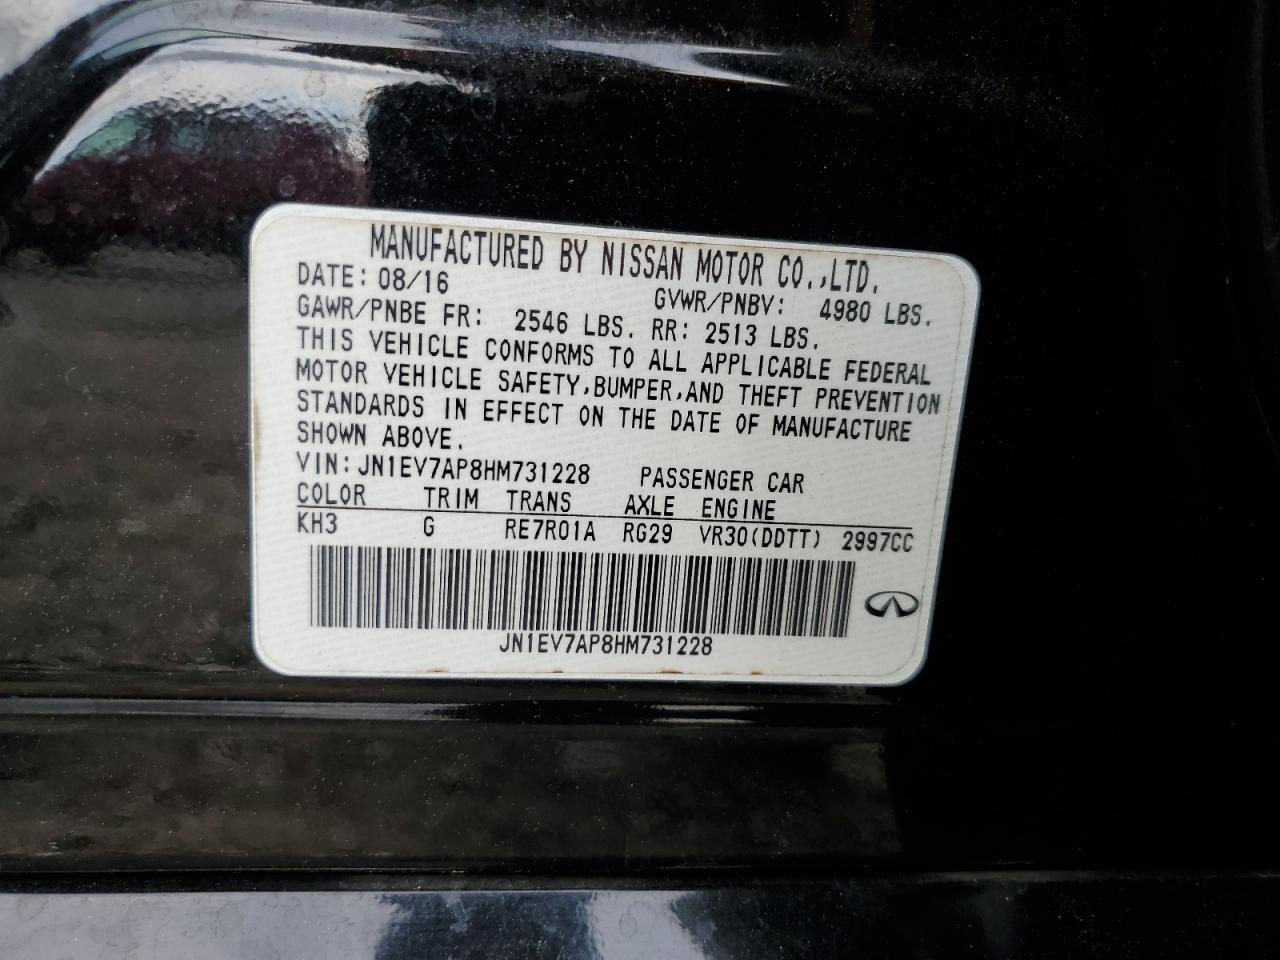 MANUFACTURED BY NISSAN MOTOR CO.,LTD.
DATE: 08/16 GVWR/PNBV: 4980 LBS.
GAWR/PNBE FR: 2546 LBS. RR: 2513 LBS.
THIS VEHICLE CONFORMS TO ALL APPLICABLE FEDERAL
MOTOR VEHICLE SAFETY,BUMPER,AND THEFT PREVENTION
STANDARDS IN EFFECT ON THE DATE OF MANUFACTURE
SHOWN ABOVE.
VIN: JN1EV7AP8HM731228 PASSENGER CAR
COLOR TRIM TRANS AXLE ENGINE
KH3 G RE7R01A RG29 VR30(DDTT) 2997CC
JN1EV7AP8HM731228